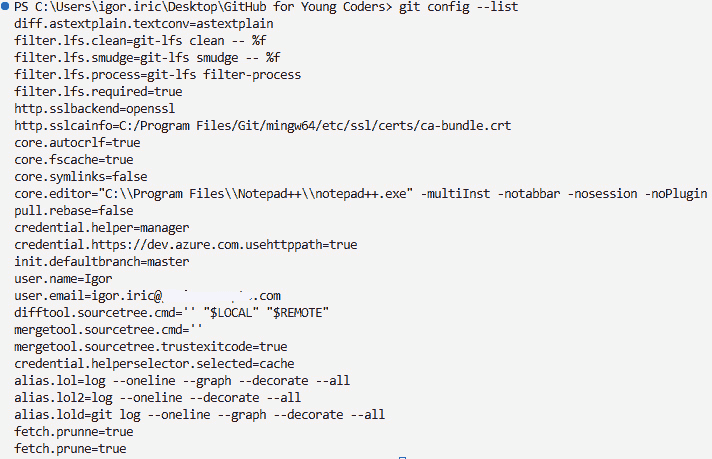 PS C:\Users\igor.iric\Desktop\GitHub for Young Coders> git config --list
diff.astextplain.textconv=astextplain
filter.lfs.clean=git-lfs clean -- %f
filter.lfs.smudge=git-lfs smudge -- %f
filter.lfs.process=git-lfs filter-process
filter.lfs.required=true
http.sslbackend=openssl
http.sslcainfo=C:/Program Files/Git/mingw64/etc/ssl/certs/ca-bundle.crt
core.autocrlf=true
core.fscache=true
core.symlinks=false
core.editor="C:\\Program Files\\Notepad++\\notepad++.exe" -multiInst -notabbar -nosession -noPlugin
pull.rebase=false
credential.helper=manager
credential.https://dev.azure.com.usehttppath=true
init.defaultbranch=master
user.name=Igor
user.email=igor.iric@ .com
difftool.sourcetree.cmd='' "$LOCAL" "$REMOTE"
mergetool.sourcetree.cmd=''
mergetool.sourcetree.trustexitcode=true
credential.helperselector.selected=cache
alias.lol=log --oneline --graph --decorate --all
alias.lol2=log --oneline --decorate --all
alias.lold=git log --oneline --graph --decorate --all
fetch.prunne=true
fetch.prune=true